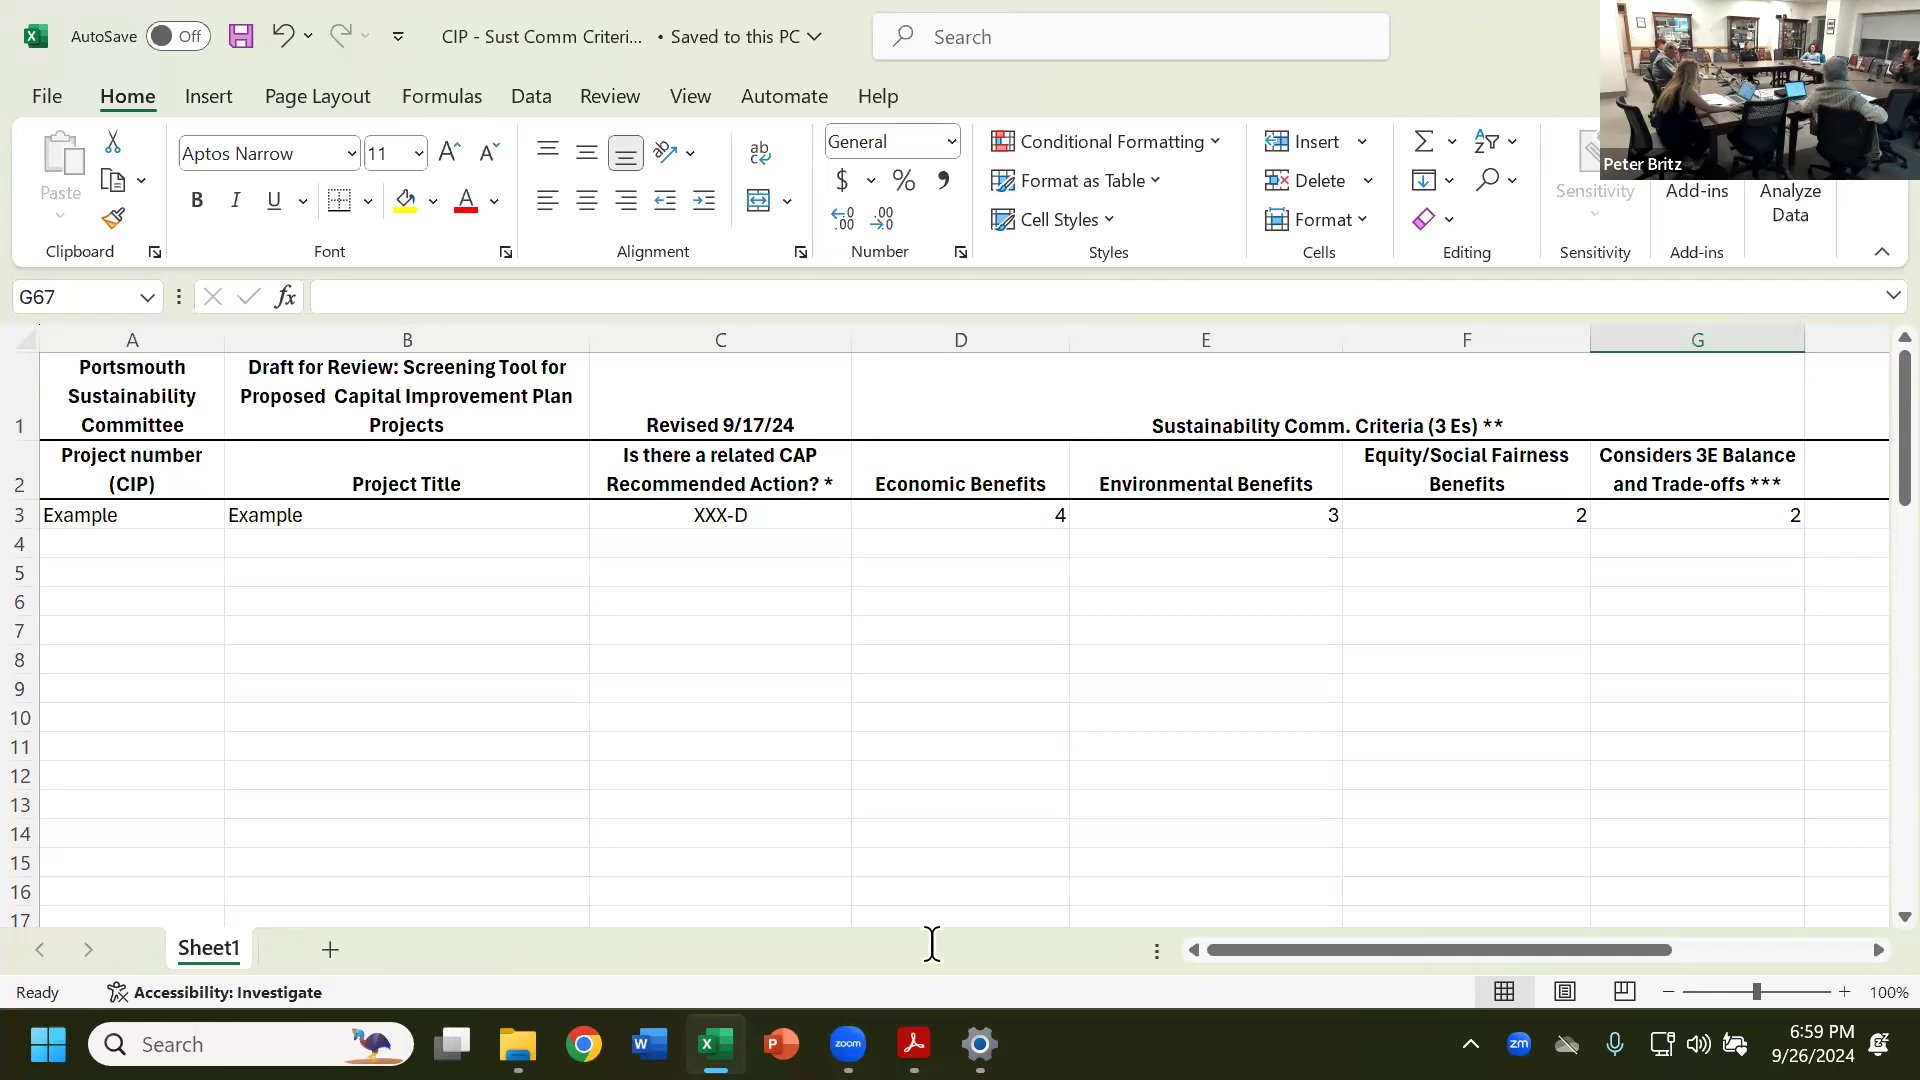 AutoSave Off CIP - Sust Comm Criteri... • Saved to this PC Search
File Home Insert Page Layout Formulas Data Review View Automate Help
Peter Britz
Paste
Aptos Narrow 11
B I U
ab
General
$ % 9
Conditional Formatting
Format as Table
Cell Styles
Insert
Delete
Format
Sensitivity
Add-ins
Analyze
Data
Clipboard Font Alignment Number Styles Cells Editing Sensitivity Add-ins
G67 fx
A B C D E F G
Portsmouth
Sustainability
Committee
Draft for Review: Screening Tool for
Proposed Capital Improvement Plan
Projects
Revised 9/17/24
Sustainability Comm. Criteria (3 Es) **
1
Project number
(CIP)
Project Title
Is there a related CAP
Recommended Action? *
Economic Benefits
Environmental Benefits
Equity/Social Fairness
Benefits
Considers 3E Balance
and Trade-offs ***
2
3 Example Example XXX-D 4 3 2 2
4
5
6
7
8
9
10
11
12
13
14
15
16
17
Sheet1
Ready Accessibility: Investigate 100%
Search zoom zm
6:59 PM
9/26/2024